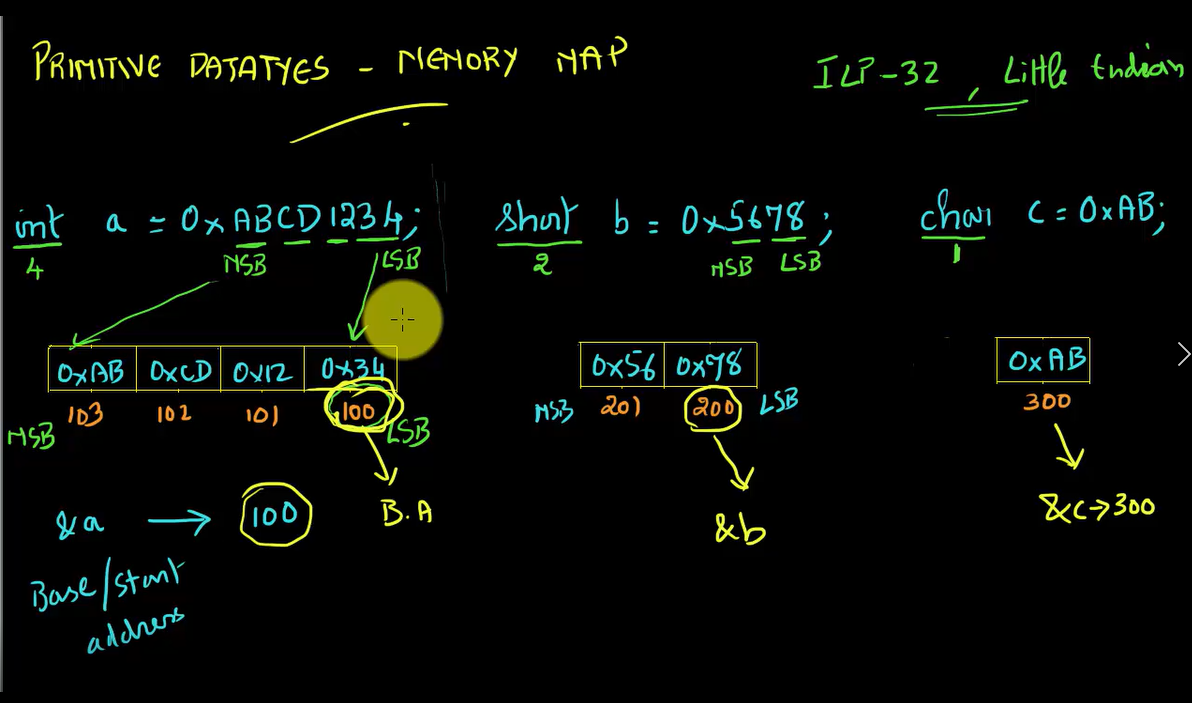 PRIMITIVE DATATYES - MEMORY MAP
ILP-32 , Little Endian
int a = 0xABCD1234;
4
MSB
LSB
short b = 0x5678;
2
MSB
LSB
char c = 0xAB;
1
0xAB 0xCD 0x12 0x34
103 102 101 100
MSB
LSB
B.A
&a → 100
Base/start
address
0x56 0x78
MSB 201 200 LSB
&b
0xAB
300
&c→300